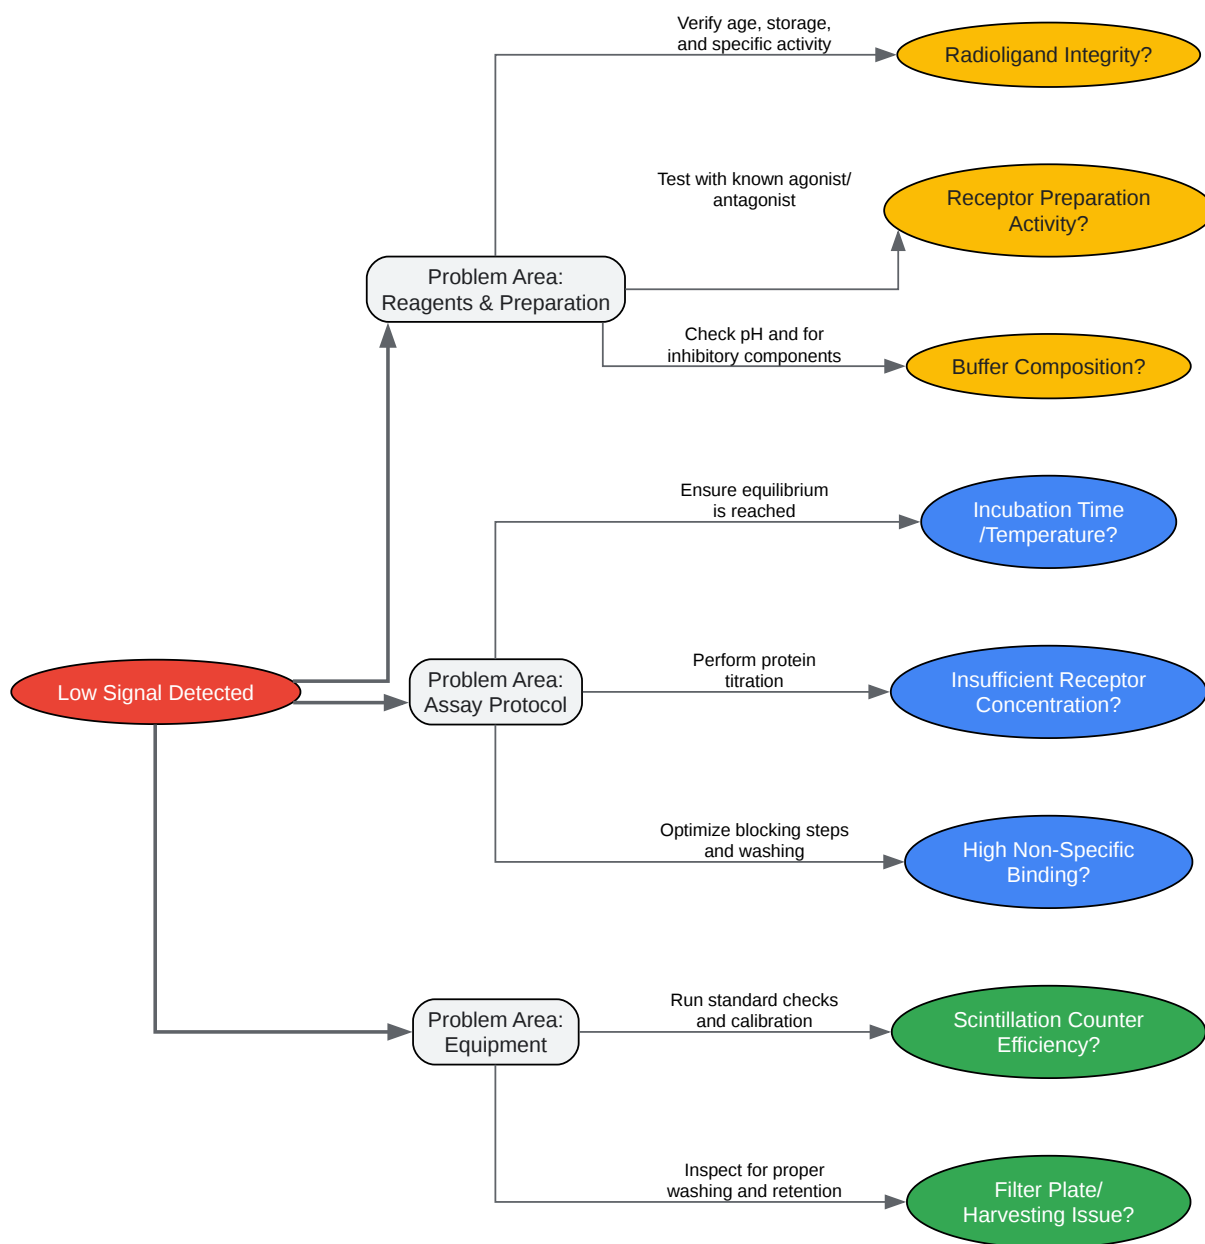 Verify age, storage,
and specific activity
Radioligand Integrity?
Test with known agonist/
antagonist
Receptor Preparation
Activity?
Problem Area:
Reagents & Preparation
Check pH and for
inhibitory components
Buffer Composition?
Ensure equilibrium
is reached
Incubation Time
/Temperature?
Low Signal Detected
Problem Area:
Assay Protocol
Perform protein
titration
Insufficient Receptor
Concentration?
Optimize blocking steps
and washing
High Non-Specific
Binding?
Problem Area:
Equipment
Run standard checks
and calibration
Scintillation Counter
Efficiency?
Inspect for proper
washing and retention
Filter Plate/
Harvesting Issue?